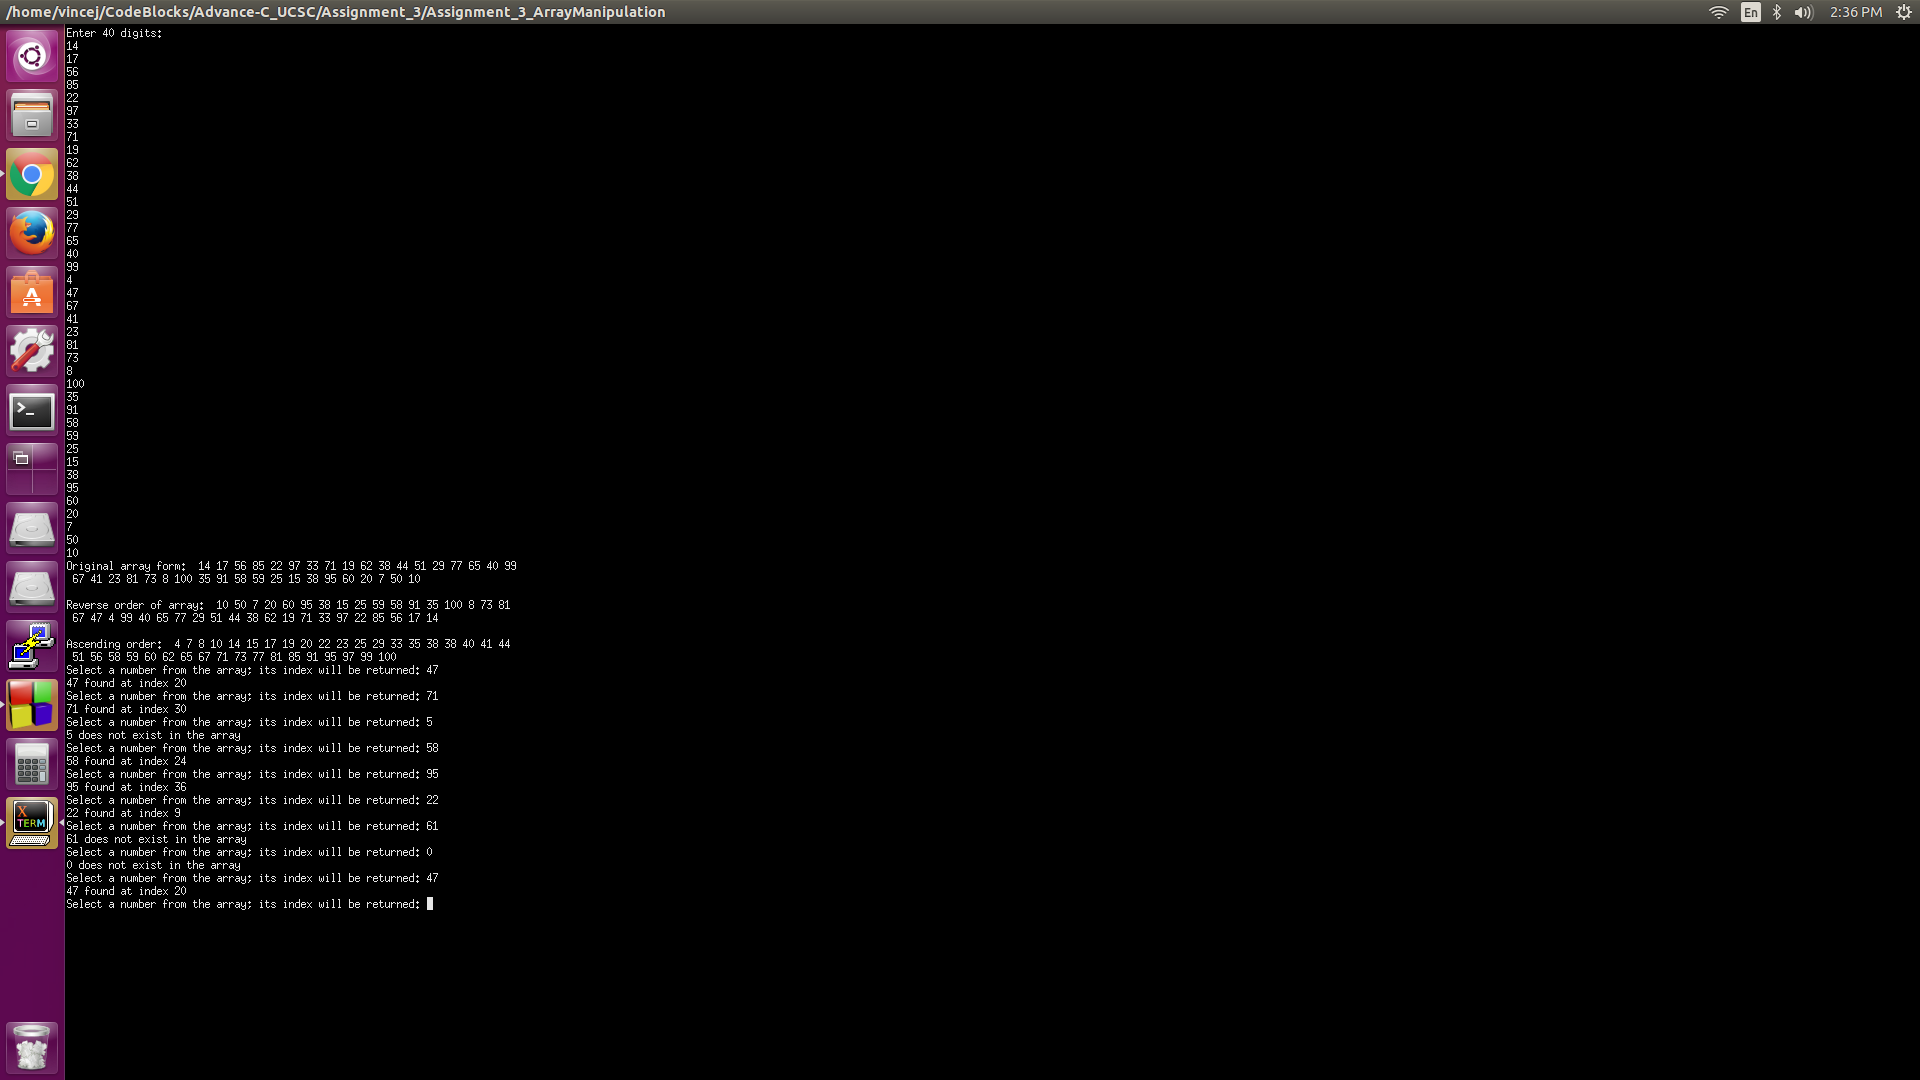 /home/vincej/CodeBlocks/Advance-C_UCSC/Assignment_3/Assignment_3_ArrayManipulation
En
2:36 PM
Enter 40 digits:
14
17
56
85
22
97
33
71
19
62
38
44
51
29
77
65
40
99
4
47
67
41
23
81
73
8
100
35
91
58
59
25
15
38
95
60
20
7
50
10
Original array form:  14 17 56 85 22 97 33 71 19 62 38 44 51 29 77 65 40 99
67 41 23 81 73 8 100 35 91 58 59 25 15 38 95 60 20 7 50 10
Reverse order of array:  10 50 7 20 60 95 38 15 25 59 58 91 35 100 8 73 81
67 47 4 99 40 65 77 29 51 44 38 62 19 71 33 97 22 85 56 17 14
Ascending order:  4 7 8 10 14 15 17 19 20 22 23 25 29 33 35 38 38 40 41 44
51 56 58 59 60 62 65 67 71 73 77 81 85 91 95 97 99 100
Select a number from the array; its index will be returned: 47
47 found at index 20
Select a number from the array; its index will be returned: 71
71 found at index 30
Select a number from the array; its index will be returned: 5
5 does not exist in the array
Select a number from the array; its index will be returned: 58
58 found at index 24
Select a number from the array; its index will be returned: 95
95 found at index 36
Select a number from the array; its index will be returned: 22
22 found at index 9
Select a number from the array; its index will be returned: 61
61 does not exist in the array
Select a number from the array; its index will be returned: 0
0 does not exist in the array
Select a number from the array; its index will be returned: 47
47 found at index 20
Select a number from the array; its index will be returned:
X
TERM